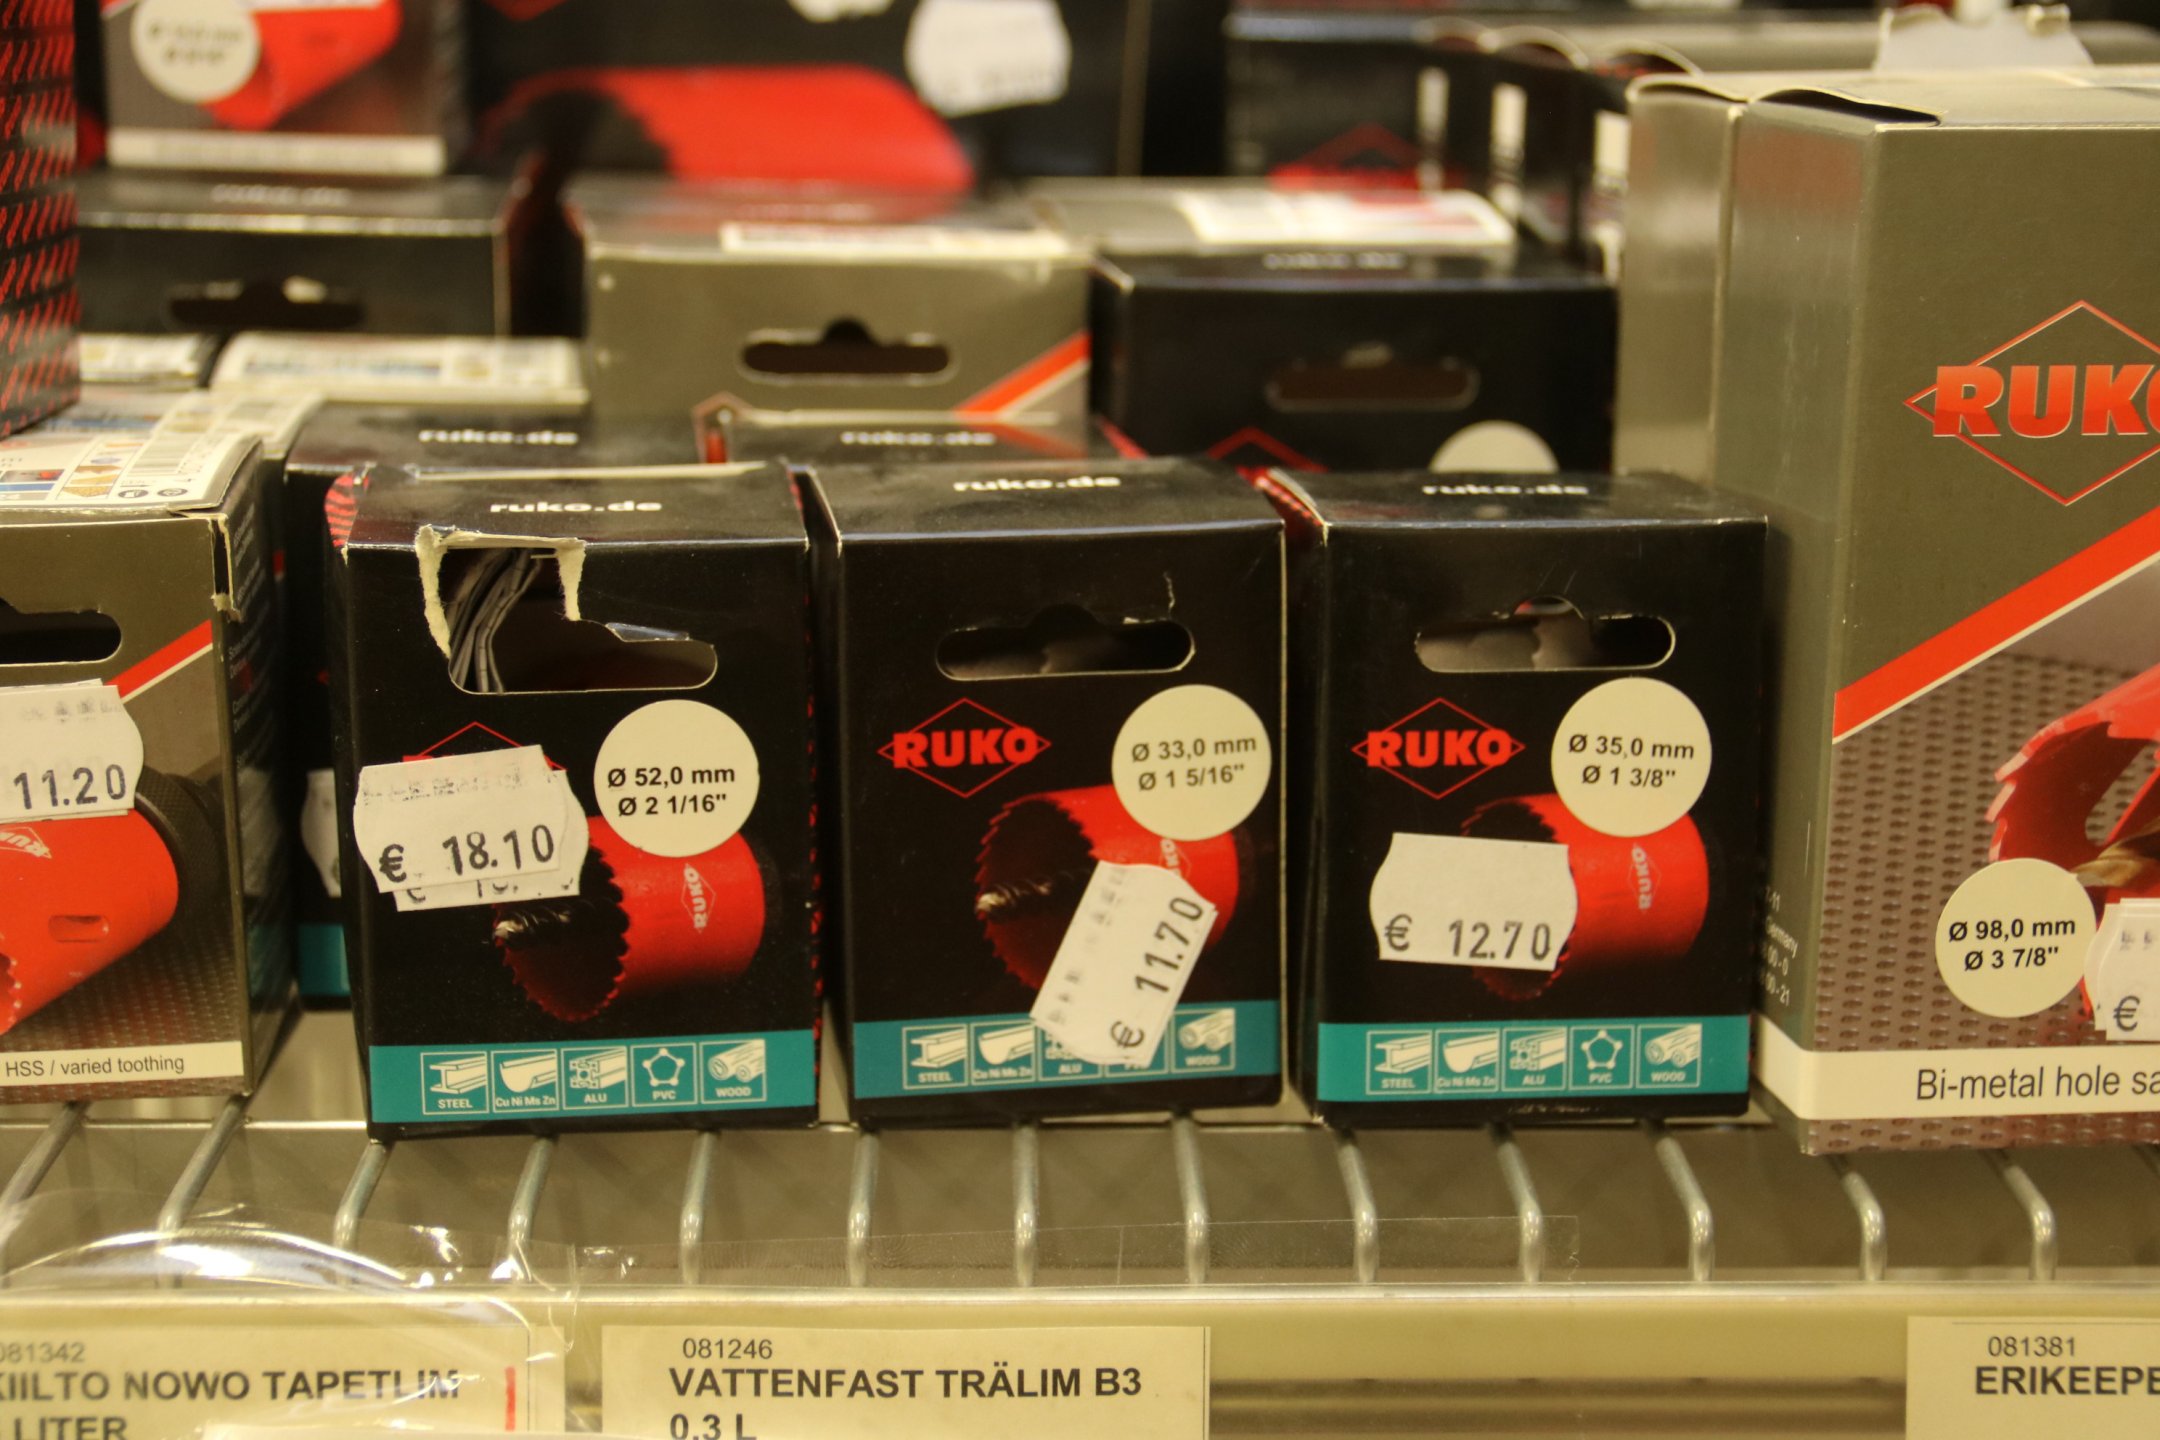 ruko.de
ruko.de
ruko.de
ruko.de
ruko.de
RUKO
11.20
RUKO
HSS / varied toothing
Ø 52,0 mm
Ø 2 1/16"
€ 18.10
RUKO
STEEL
Cu Ni Ms Zn
ALU
PVC
WOOD
RUKO
Ø 33,0 mm
Ø 1 5/16"
€ 11.70
STEEL
Cu Ni Ms Zn
ALU
WOOD
RUKO
Ø 35,0 mm
Ø 1 3/8"
RUKO
€ 12.70
STEEL
Cu Ni Ms Zn
ALU
PVC
WOOD
Germany
Ø 98,0 mm
Ø 3 7/8"
€
Bi-metal hole
081342
KIILTO NOWO TAPETLIM
LITER
081246
VATTENFAST TRÄLIM B3
0,3 L
081381